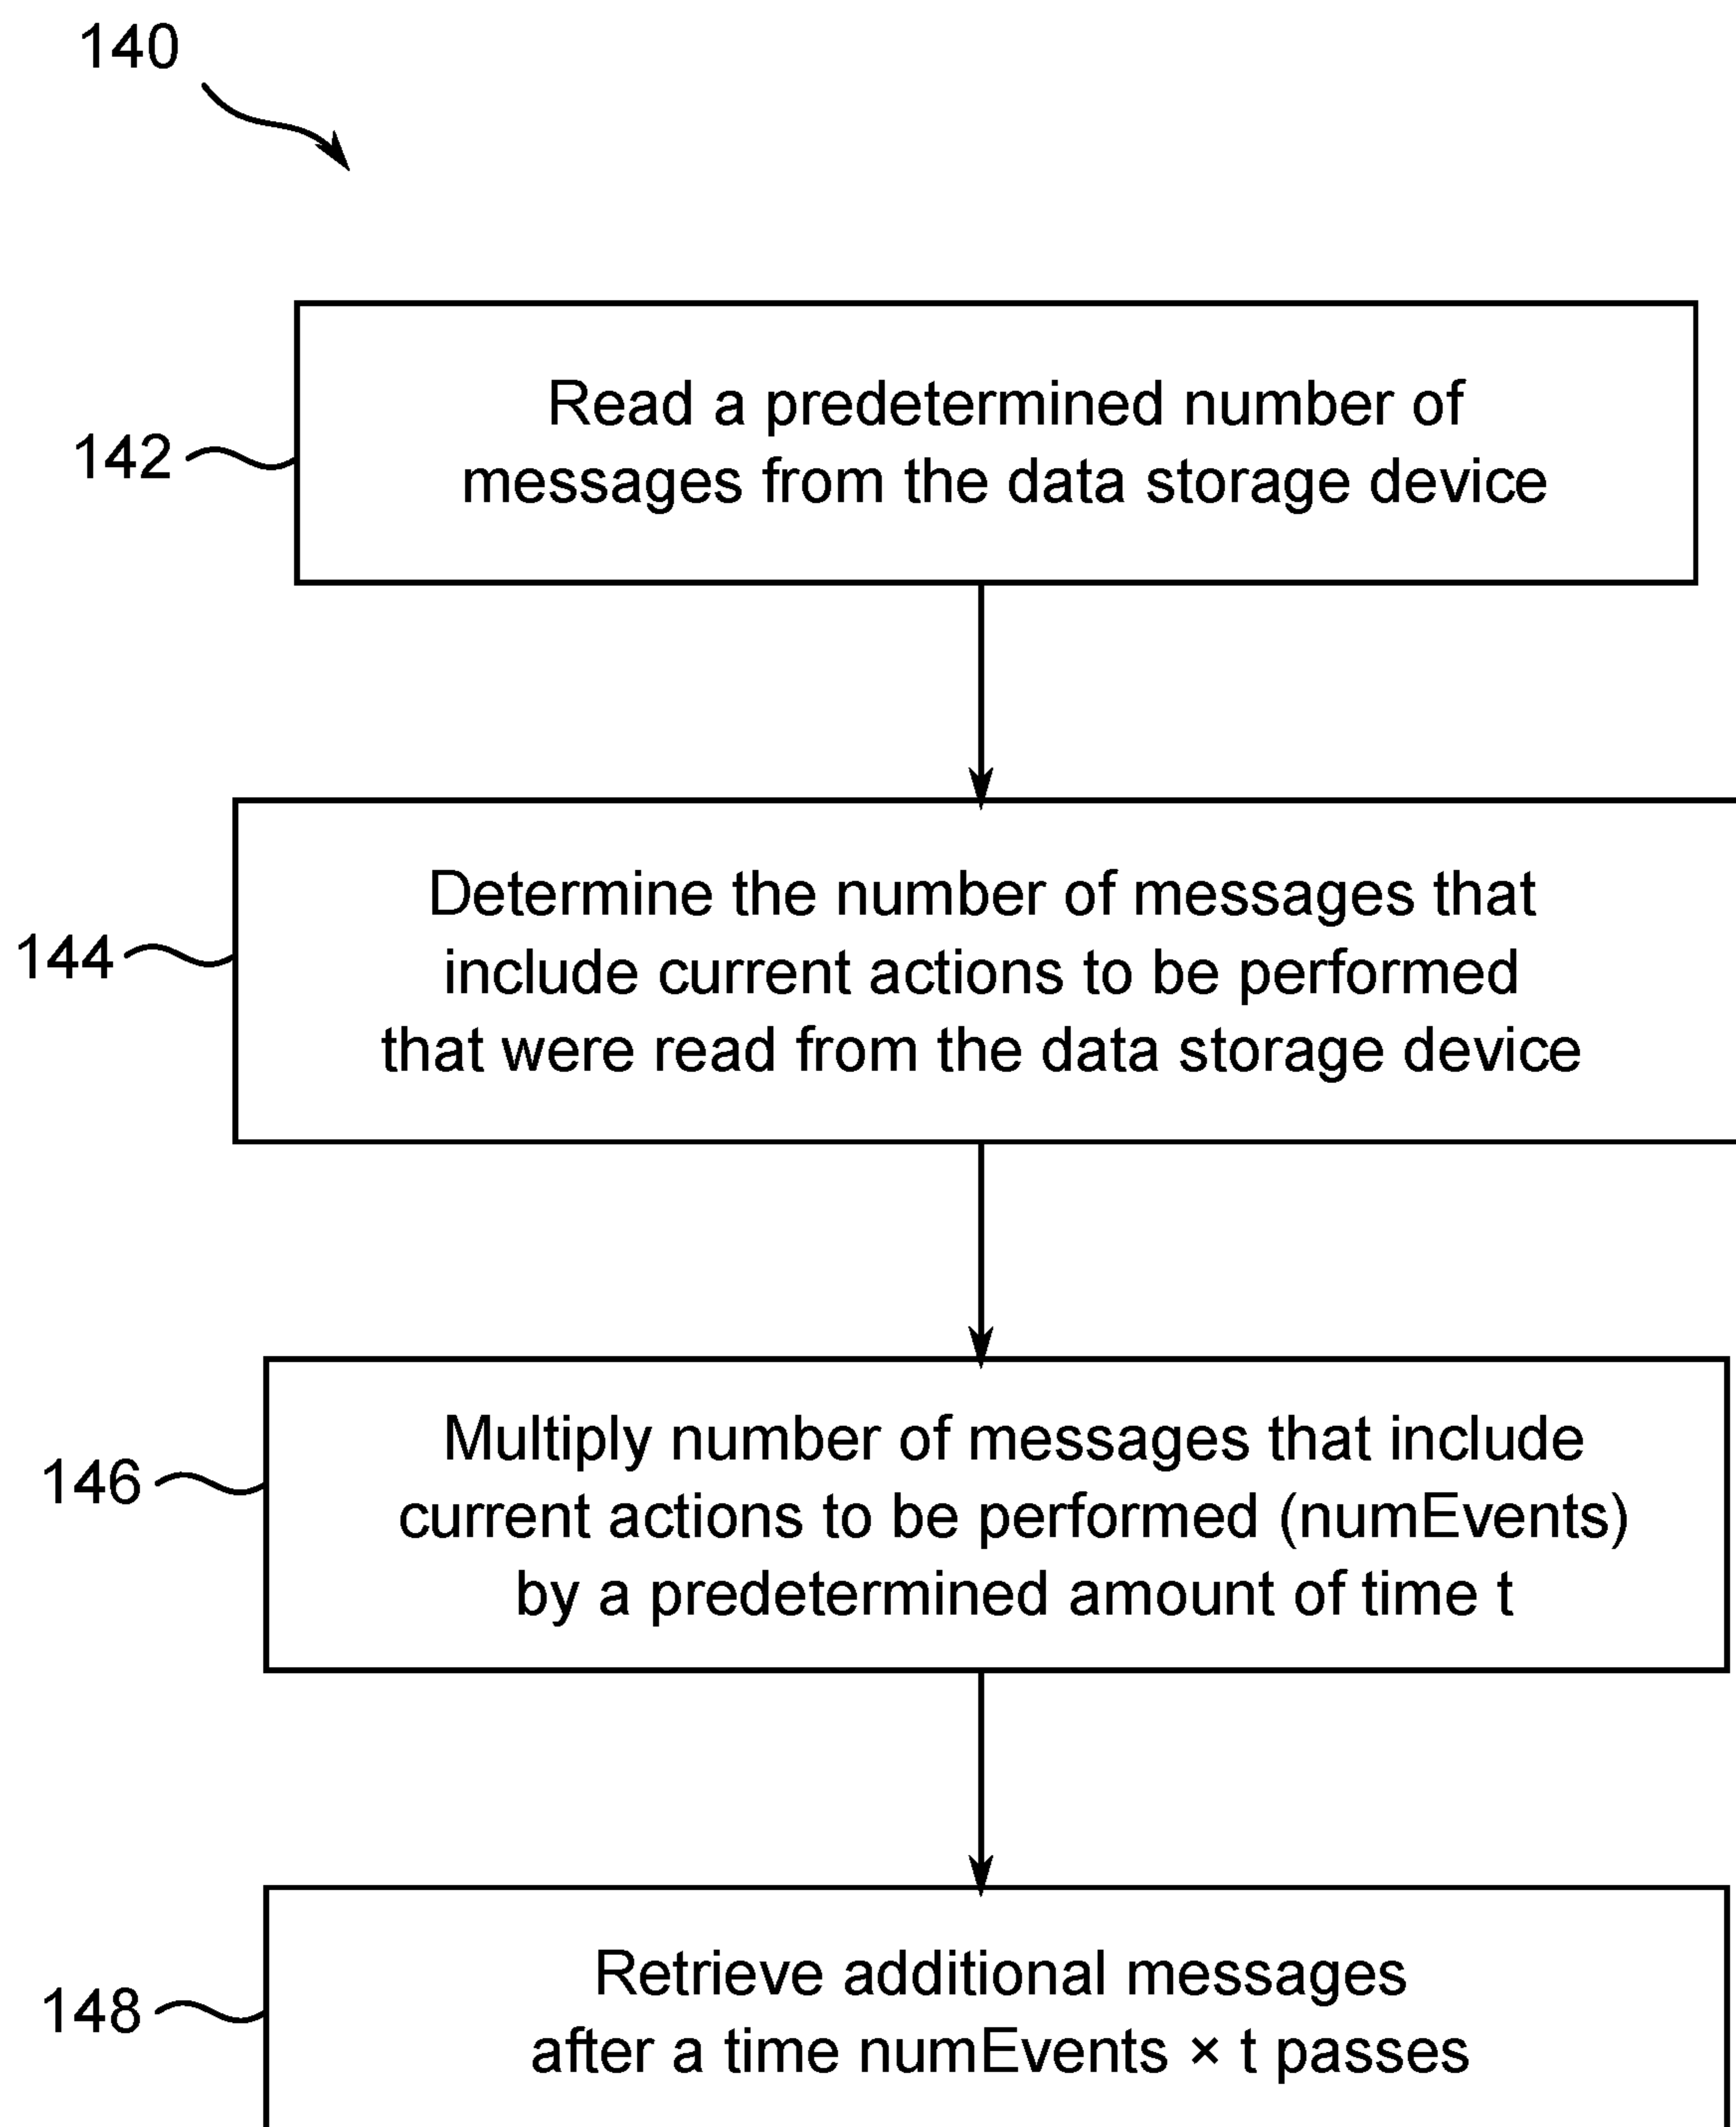 140
142
Read a predetermined number of
messages from the data storage device
144
Determine the number of messages that
include current actions to be performed
that were read from the data storage device
146
Multiply number of messages that include
current actions to be performed (numEvents)
by a predetermined amount of time t
148
Retrieve additional messages
after a time numEvents × t passes